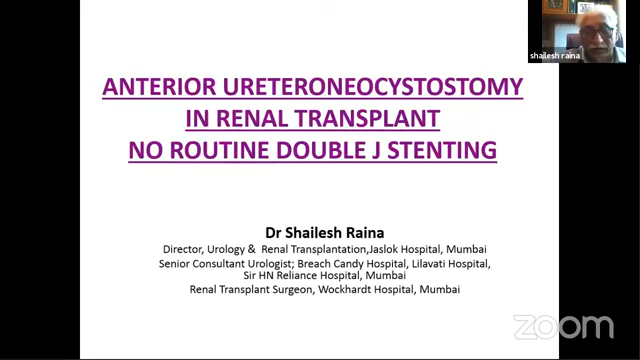 shailesh raina
ANTERIOR URETERONEOCYSTOSTOMY
IN RENAL TRANSPLANT
NO ROUTINE DOUBLE J STENTING
Dr Shailesh Raina
Director, Urology & Renal Transplantation,Jaslok Hospital, Mumbai
Senior Consultant Urologist; Breach Candy Hospital, Lilavati Hospital,
Sir HN Reliance Hospital, Mumbai
Renal Transplant Surgeon, Wockhardt Hospital, Mumbai
zoom